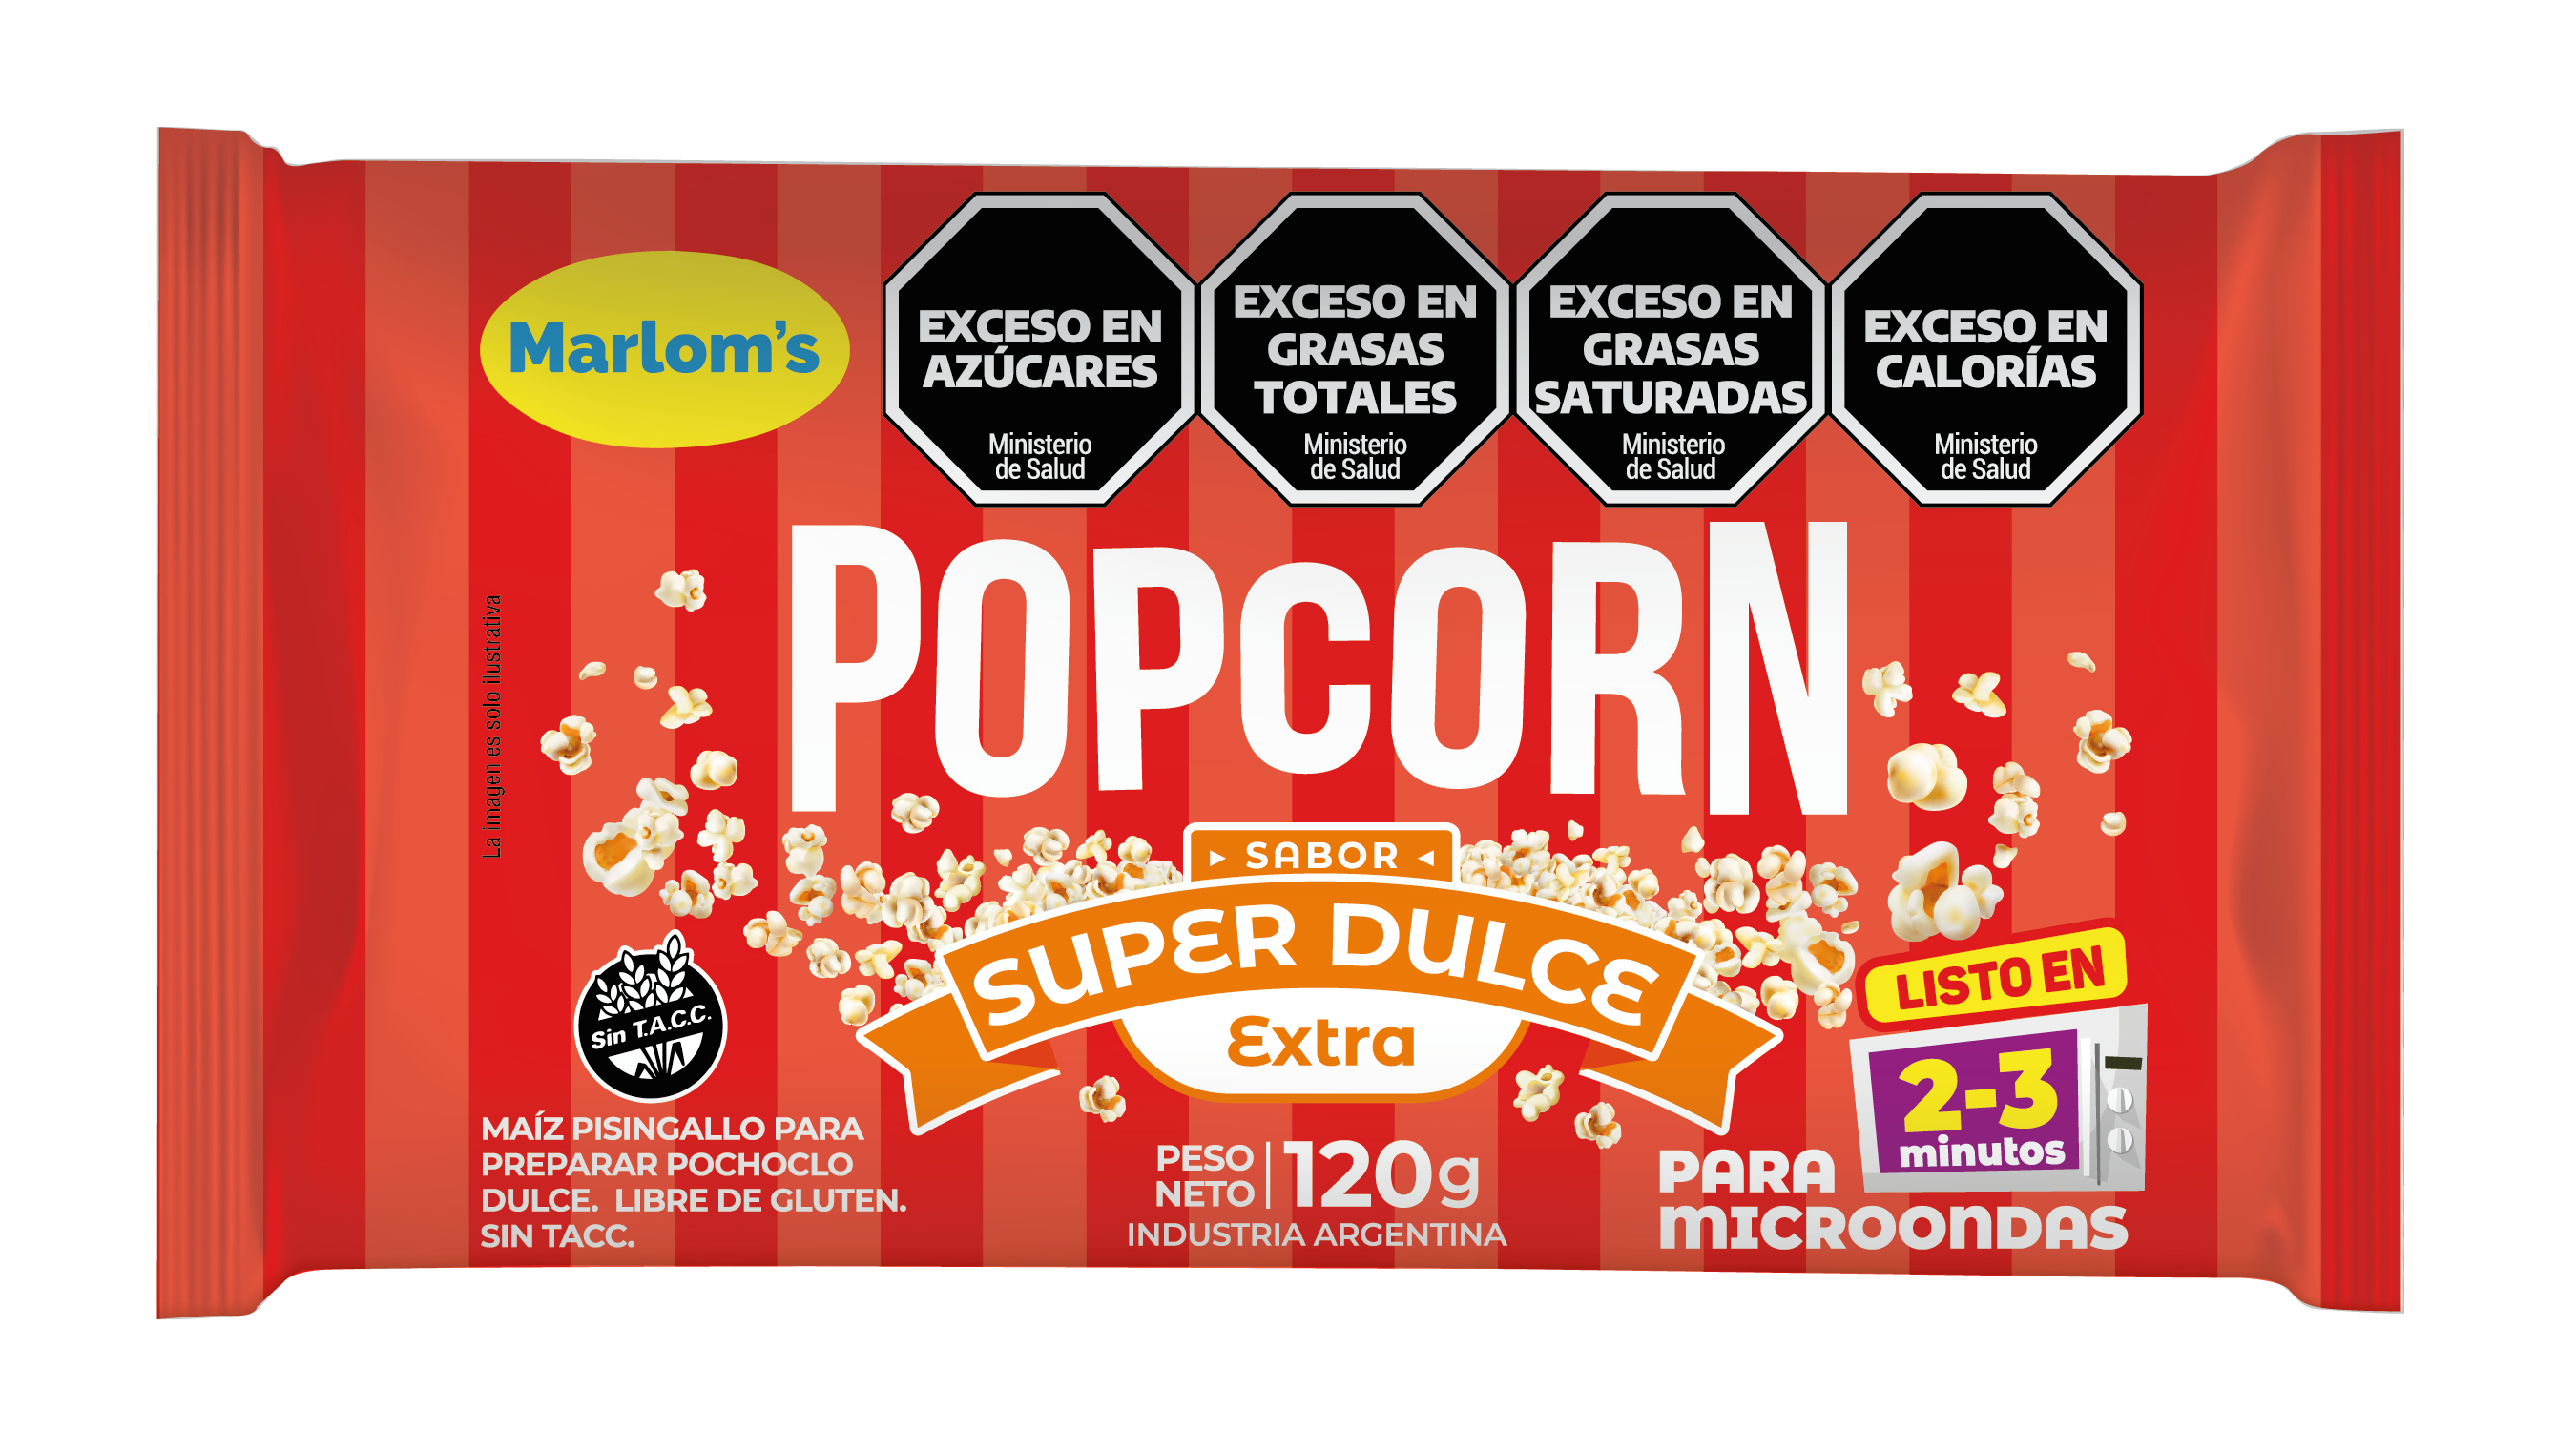 Marlom's
EXCESO EN
AZÚCARES
Ministerio
de Salud
EXCESO EN
GRASAS
TOTALES
Ministerio
de Salud
EXCESO EN
GRASAS
SATURADAS
Ministerio
de Salud
EXCESO EN
CALORÍAS
Ministerio
de Salud
POPCORN
La imagen es solo ilustrativa
SABOR
SUPER DULCE
Extra
Sin T.A.C.C.
MAÍZ PISINGALLO PARA
PREPARAR POCHOCLO
DULCE. LIBRE DE GLUTEN.
SIN TACC.
PESO
NETO
120g
INDUSTRIA ARGENTINA
LISTO EN
2-3
minutos
PARA
MICROONDAS